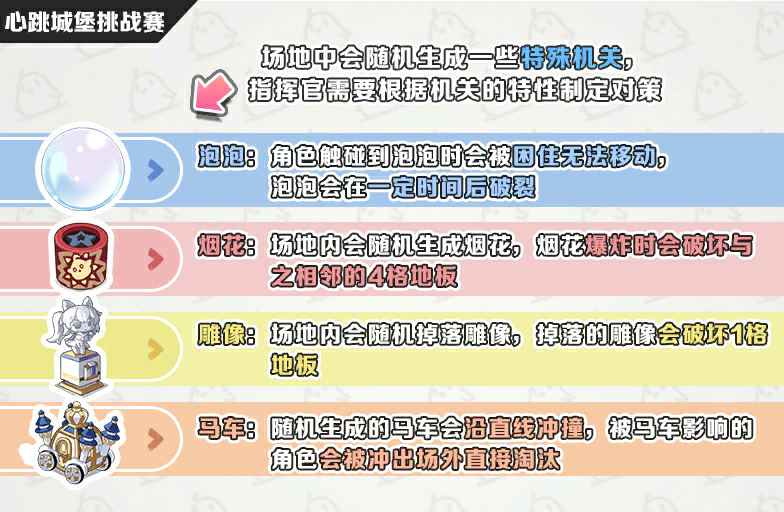 心跳城堡挑战赛
场地中会随机生成一些特殊机关，
指挥官需要根据机关的特性制定对策
泡泡：角色触碰到泡泡时会被困住无法移动，
泡泡会在一定时间后破裂
烟花：场地内会随机生成烟花，烟花爆炸时会破坏与
之相邻的4格地板
雕像：场地内会随机掉落雕像，掉落的雕像会破坏1格
地板
马车：随机生成的马车会沿直线冲撞，被马车影响的
角色会被冲出场外直接淘汰